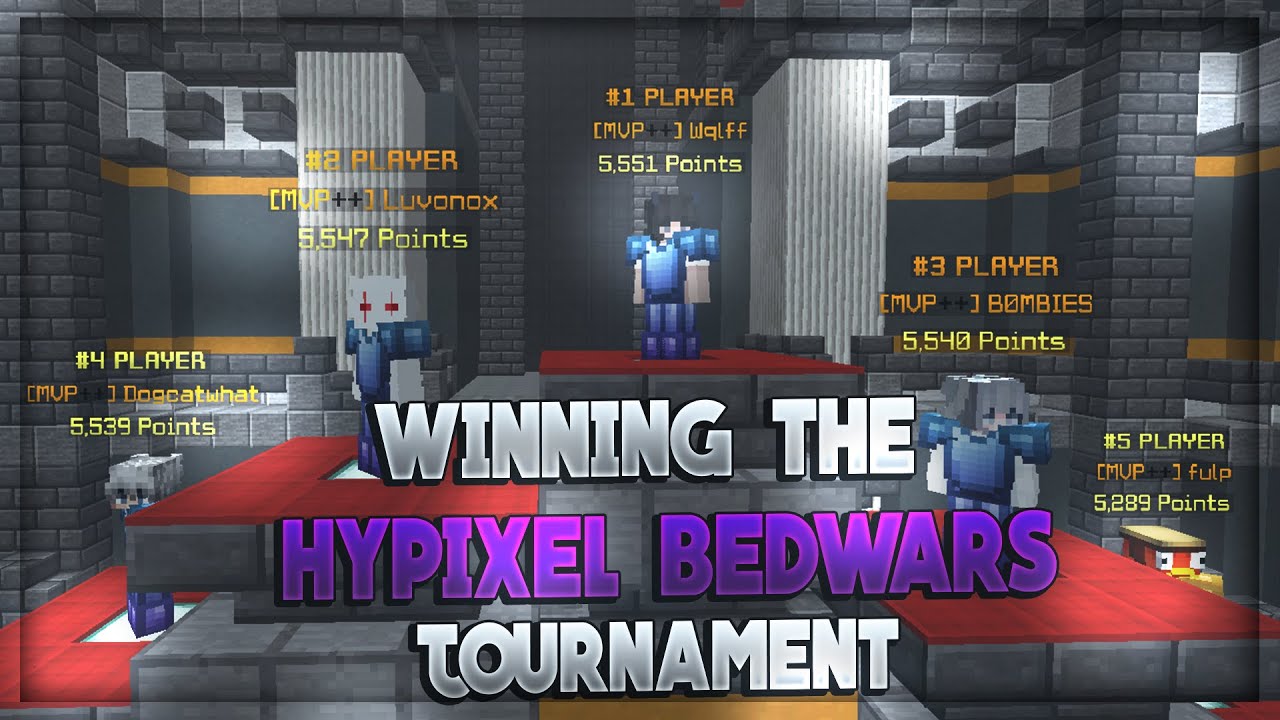 #1 PLAYER
[MVP++] Wqlff
5,551 Points
#2 PLAYER
[MVP++] Luvonox
5,547 Points
#3 PLAYER
[MVP++] B0MBIES
5,540 Points
#4 PLAYER
[MVP++] Dogcatwhat
5,539 Points
#5 PLAYER
[MVP++] fulp
5,289 Points
WINNING THE
HYPIXEL BEDWARS
TOURNAMENT